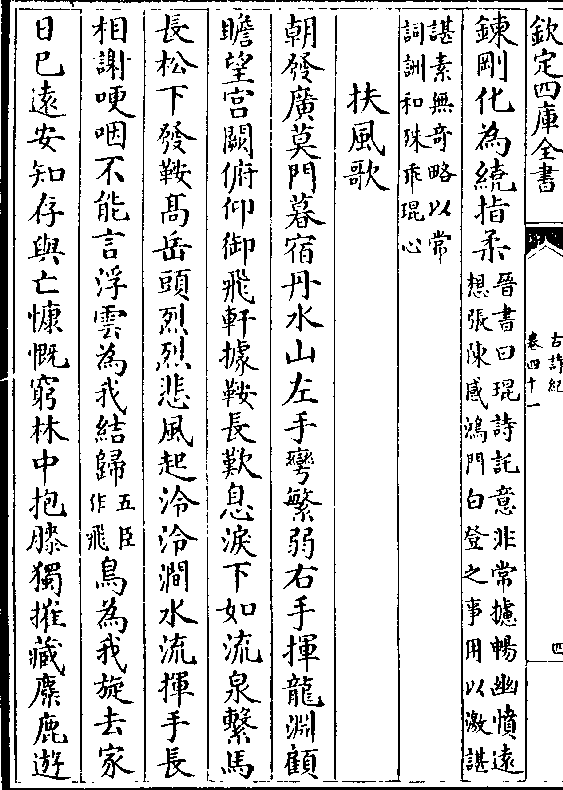 欽定四庫全書
古詩紀
卷四十一
四
鍊剛化為繞指柔
晉書曰琨詩託意非常攄暢幽憤遠
想張陳感鴻門白登之事用以激諶
諶素無奇略以常
詞詶和殊乖琨心
扶風歌
朝發廣莫門暮宿丹水山左手彎繁弱右手揮龍淵顧
瞻望宫闕俯仰御飛軒據鞍長歎息淚下如流泉繫馬
長松下發鞍髙岳頭烈烈悲風起泠泠澗水流揮手長
相謝哽咽不能言浮雲為我結歸五臣作飛鳥為我旋去家
日已遠安知存與亡慷慨窮林中抱膝獨摧藏麋鹿遊